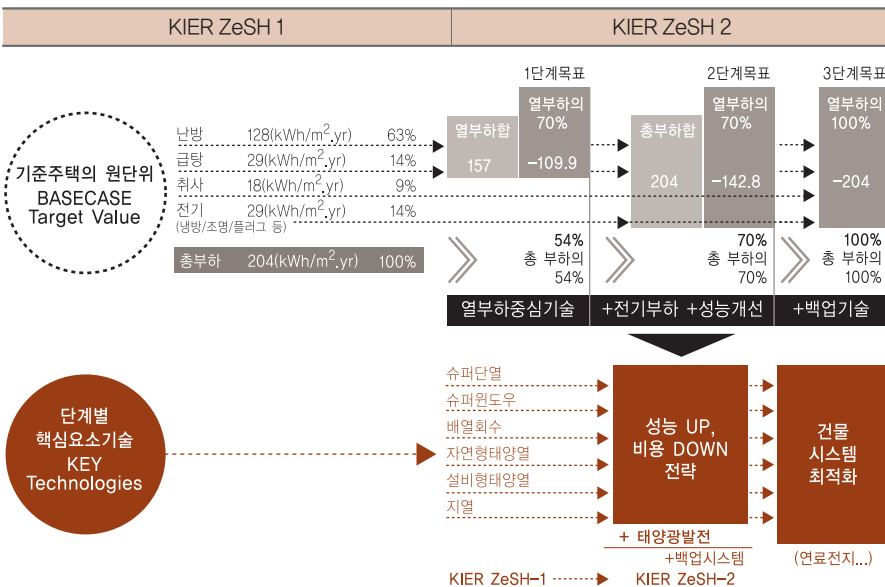 KIER ZeSH 1
KIER ZeSH 2
1단계목표
2단계목표
3단계목표
기준주택의 원단위
BASECASE
Target Value
난방 128(kWh/m².yr) 63%
급탕 29(kWh/m².yr) 14%
취사 18(kWh/m².yr) 9%
전기 29(kWh/m².yr) 14%
(냉방/조명/플러그 등)
총부하 204(kWh/m².yr) 100%
열부하합
157
열부하의
70%
-109.9
총부하합
204
열부하의
70%
-142.8
열부하의
100%
-204
54%
총 부하의
54%
70%
총 부하의
70%
100%
총 부하의
100%
열부하중심기술
+전기부하 +성능개선
+백업기술
단계별
핵심요소기술
KEY
Technologies
슈퍼단열
슈퍼윈도우
배열회수
자연형태양열
설비형태양열
지열
성능 UP,
비용 DOWN
전략
건물
시스템
최적화
+ 태양광발전
+백업시스템
(연료전지...)
KIER ZeSH-1
KIER ZeSH-2